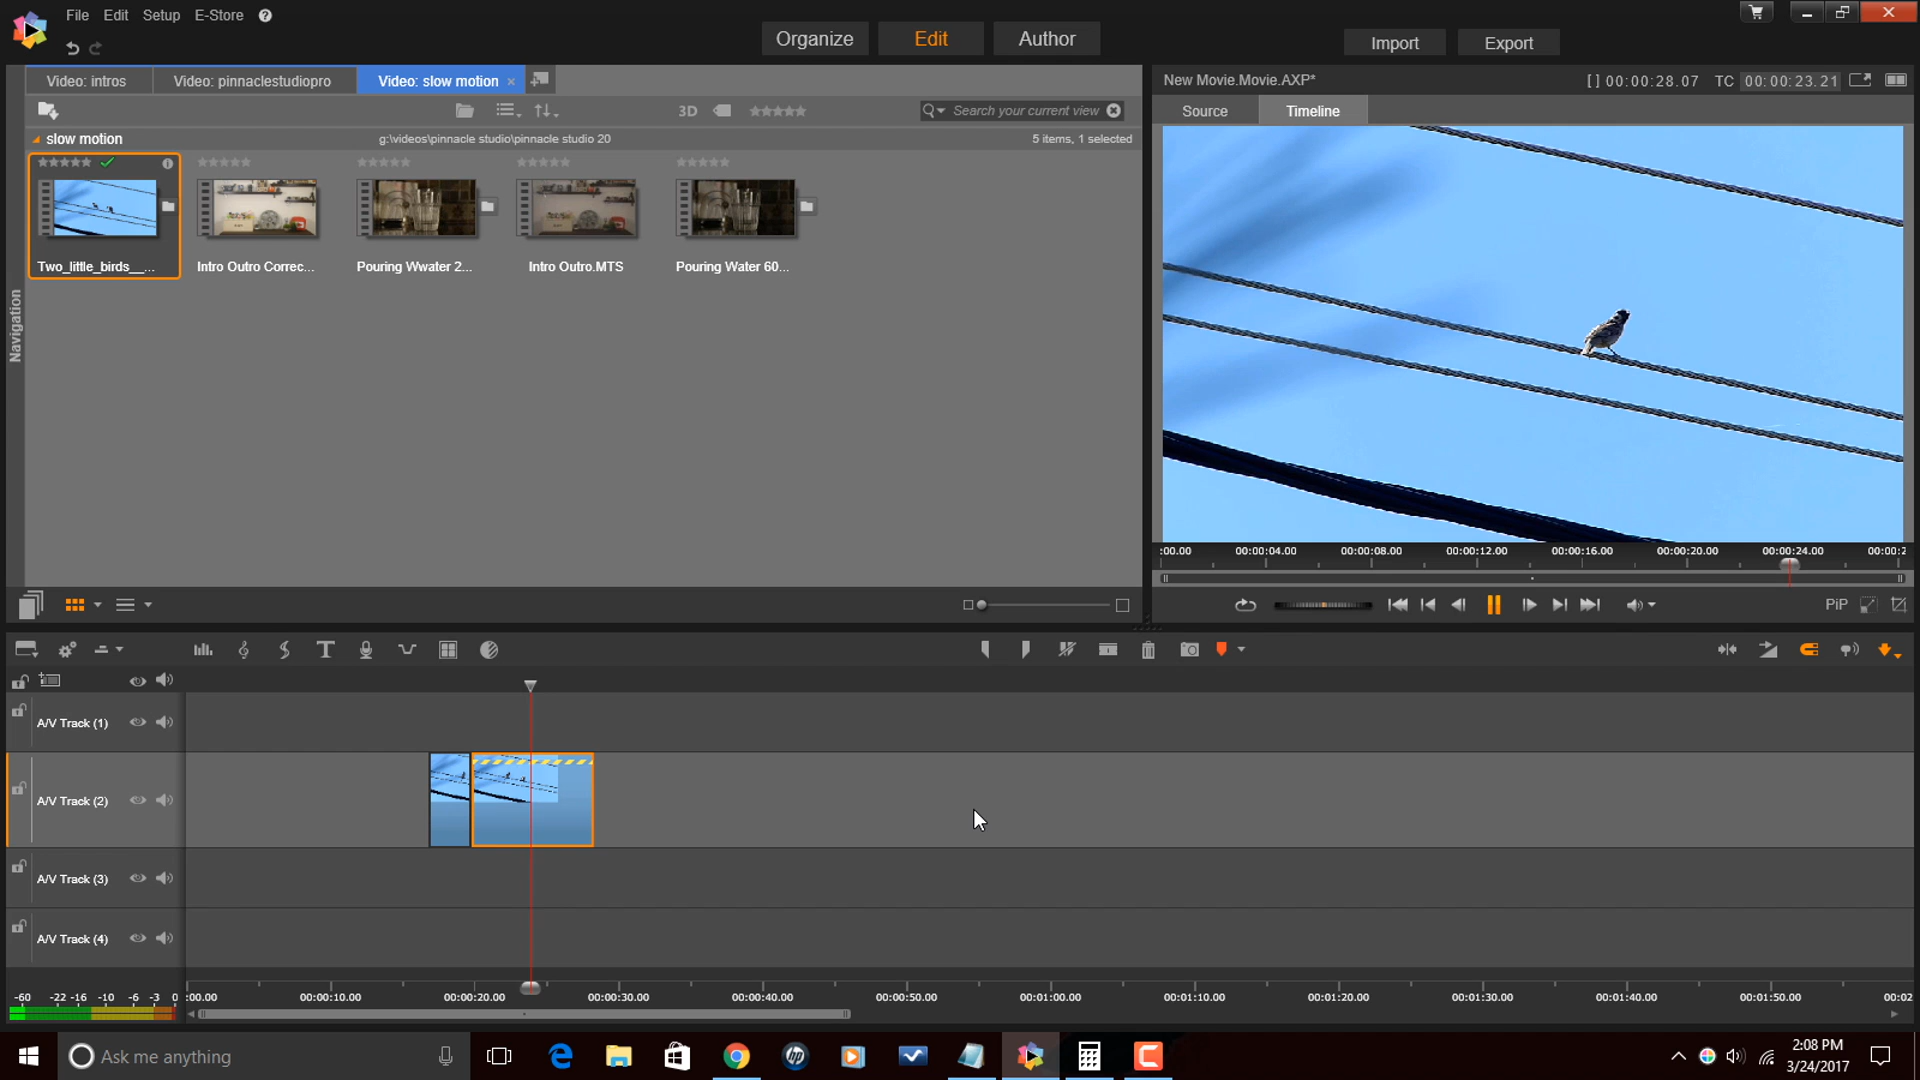 File Edit Setup E-Store
Organize Edit Author
Import Export
Video: intros Video: pinnaclestudiopro Video: slow motion ×
New Movie.Movie.AXP* [ ] 00:00:28.07 TC 00:00:23.21
3D Search your current view
Source Timeline
slow motion g:\videos\pinnacle studio\pinnacle studio 20 5 items, 1 selected
Two_little_birds__... Intro Outro Correc... Pouring Wwater 2... Intro Outro.MTS Pouring Water 60...
Navigation
:00.00 00:00:04.00 00:00:08.00 00:00:12.00 00:00:16.00 00:00:20.00 00:00:24.00 00:00:2
PiP
A/V Track (1)
A/V Track (2)
A/V Track (3)
A/V Track (4)
-60 -22 -16 -10 -6 -3 0 :00.00 00:00:10.00 00:00:20.00 00:00:30.00 00:00:40.00 00:00:50.00 00:01:00.00 00:01:10.00 00:01:20.00 00:01:30.00 00:01:40.00 00:01:50.00 00:02
Ask me anything
hp
2:08 PM
3/24/2017